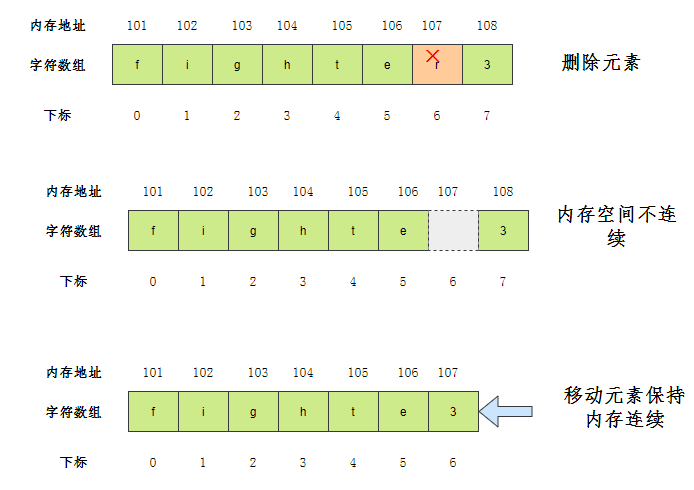 内存地址 101 102 103 104 105 106 107 108
字符数组 f i g h t e r 3 删除元素
下标 0 1 2 3 4 5 6 7
内存地址 101 102 103 104 105 106 107 108
字符数组 f i g h t e 3 内存空间不连
续
下标 0 1 2 3 4 5 6 7
内存地址 101 102 103 104 105 106 107
字符数组 f i g h t e 3 移动元素保持
内存连续
下标 0 1 2 3 4 5 6